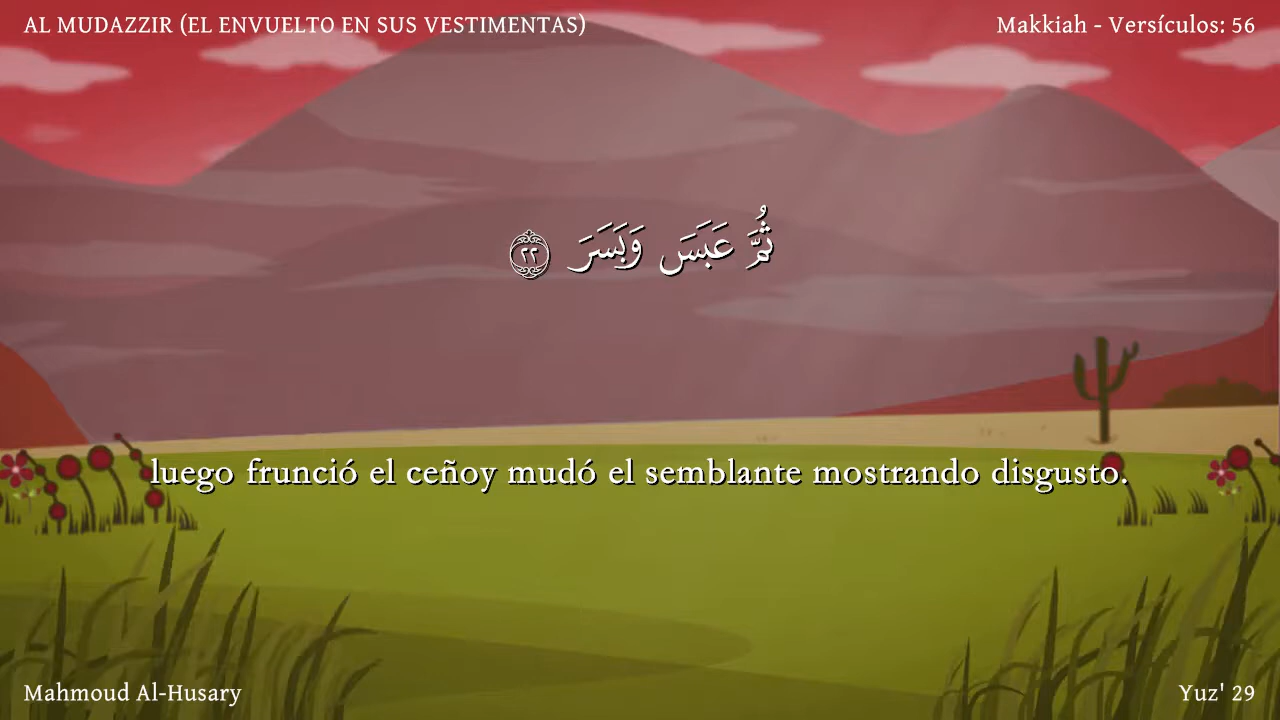 AL MUDAZZIR (EL ENVUELTO EN SUS VESTIMENTAS)
Makkiah - Versículos: 56
ثُمَّ عَبَسَ وَبَسَرَ ٢٢
luego frunció el ceñoy mudó el semblante mostrando disgusto.
Mahmoud Al-Husary
Yuz' 29